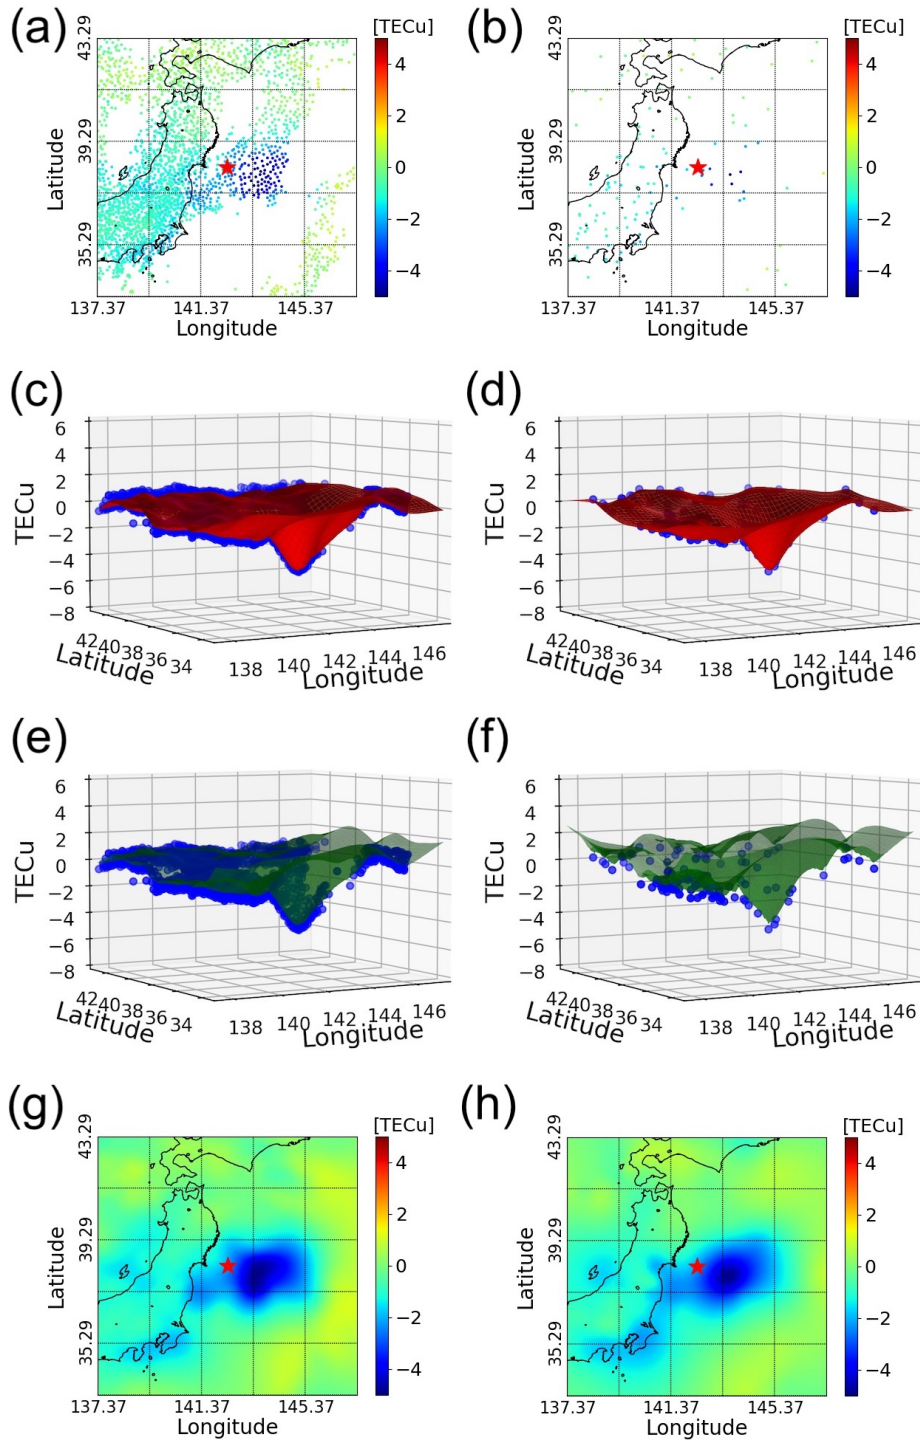 (a)
[TECu]
43.29
39.29
35.29
Latitude
137.37 141.37 145.37
Longitude
4
2
0
−2
−4
(b)
[TECu]
43.29
39.29
35.29
Latitude
137.37 141.37 145.37
Longitude
4
2
0
−2
−4
(c)
6
4
2
0
−2
−4
−6
−8
TECu
42 40 38 36 34
Latitude
138 140 142 144 146
Longitude
(d)
6
4
2
0
−2
−4
−6
−8
TECu
42 40 38 36 34
Latitude
138 140 142 144 146
Longitude
(e)
6
4
2
0
−2
−4
−6
−8
TECu
42 40 38 36 34
Latitude
138 140 142 144 146
Longitude
(f)
6
4
2
0
−2
−4
−6
−8
TECu
42 40 38 36 34
Latitude
138 140 142 144 146
Longitude
(g)
[TECu]
43.29
39.29
35.29
Latitude
137.37 141.37 145.37
Longitude
4
2
0
−2
−4
(h)
[TECu]
43.29
39.29
35.29
Latitude
137.37 141.37 145.37
Longitude
4
2
0
−2
−4